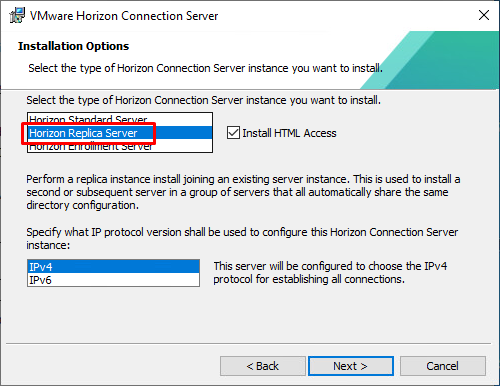 VMware Horizon Connection Server
Installation Options
Select the type of Horizon Connection Server instance you want to install.
Select the type of Horizon Connection Server instance you want to install.
Horizon Standard Server
Horizon Replica Server
Install HTML Access
Horizon Enrollment Server
Perform a replica instance install joining an existing server instance. This is used to install a
second or subsequent server in a group of servers that all automatically share the same
directory configuration.
Specify what IP protocol version shall be used to configure this Horizon Connection Server
instance:
IPv4
IPv6
This server will be configured to choose the IPv4
protocol for establishing all connections.
< Back
Next >
Cancel